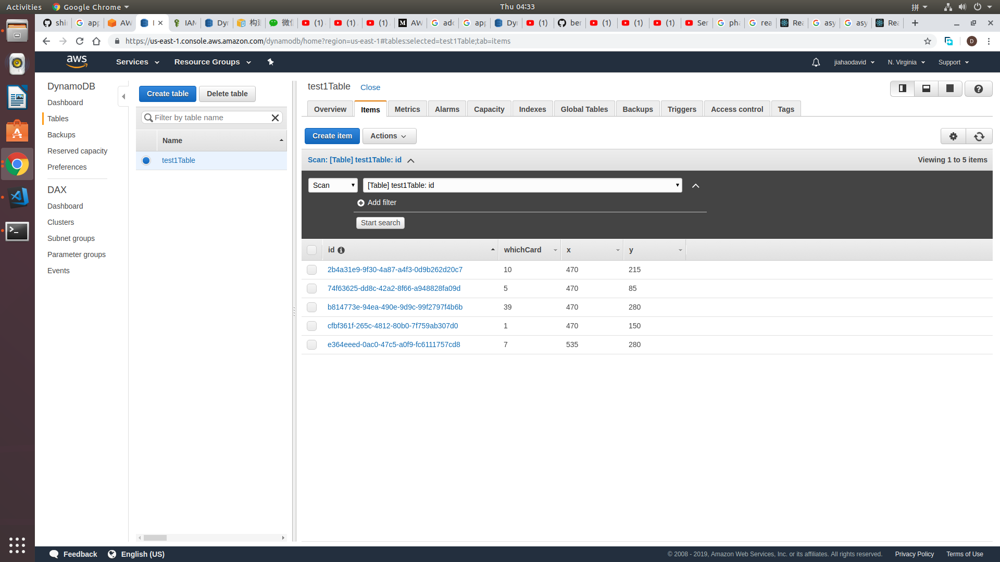 Activities Google Chrome Thu 04:33 拼
shi app AW IAM Dyn 构 微信 (1) (1) (1) AW add app Dyn (1) ber (1) (1) (1) Ser pha rea Rea asy asy Rea
https://us-east-1.console.aws.amazon.com/dynamodb/home?region=us-east-1#tables:selected=test1Table;tab=items D
aws Services Resource Groups jiahaodavid N. Virginia Support
DynamoDB
Dashboard
Tables
Backups
Reserved capacity
Preferences
DAX
Dashboard
Clusters
Subnet groups
Parameter groups
Events
Create table Delete table
Filter by table name
Name
test1Table
test1Table Close
Overview Items Metrics Alarms Capacity Indexes Global Tables Backups Triggers Access control Tags
Create item Actions
Scan: [Table] test1Table: id Viewing 1 to 5 items
Scan [Table] test1Table: id
Add filter
Start search
id whichCard x y
2b4a31e9-9f30-4a87-a4f3-0d9b262d20c7 10 470 215
74f63625-dd8c-42a2-8f66-a948828fa09d 5 470 85
b814773e-94ea-490e-9d9c-99f2797f4b6b 39 470 280
cfbf361f-265c-4812-80b0-7f759ab307d0 1 470 150
e364eeed-0ac0-47c5-a0f9-fc6111757cd8 7 535 280
Feedback English (US) © 2008 - 2019, Amazon Web Services, Inc. or its affiliates. All rights reserved. Privacy Policy Terms of Use